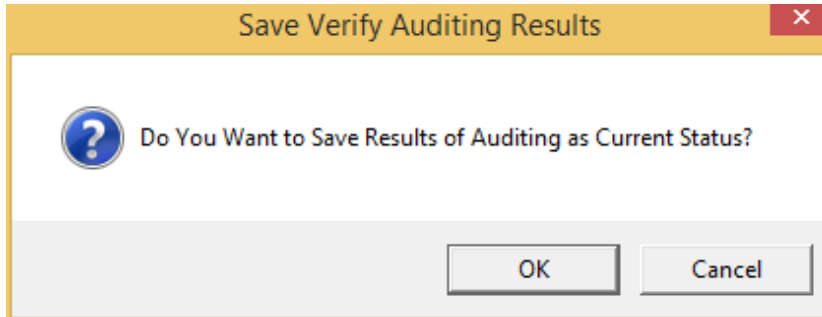 Save Verify Auditing Results
Do You Want to Save Results of Auditing as Current Status?
OK
Cancel